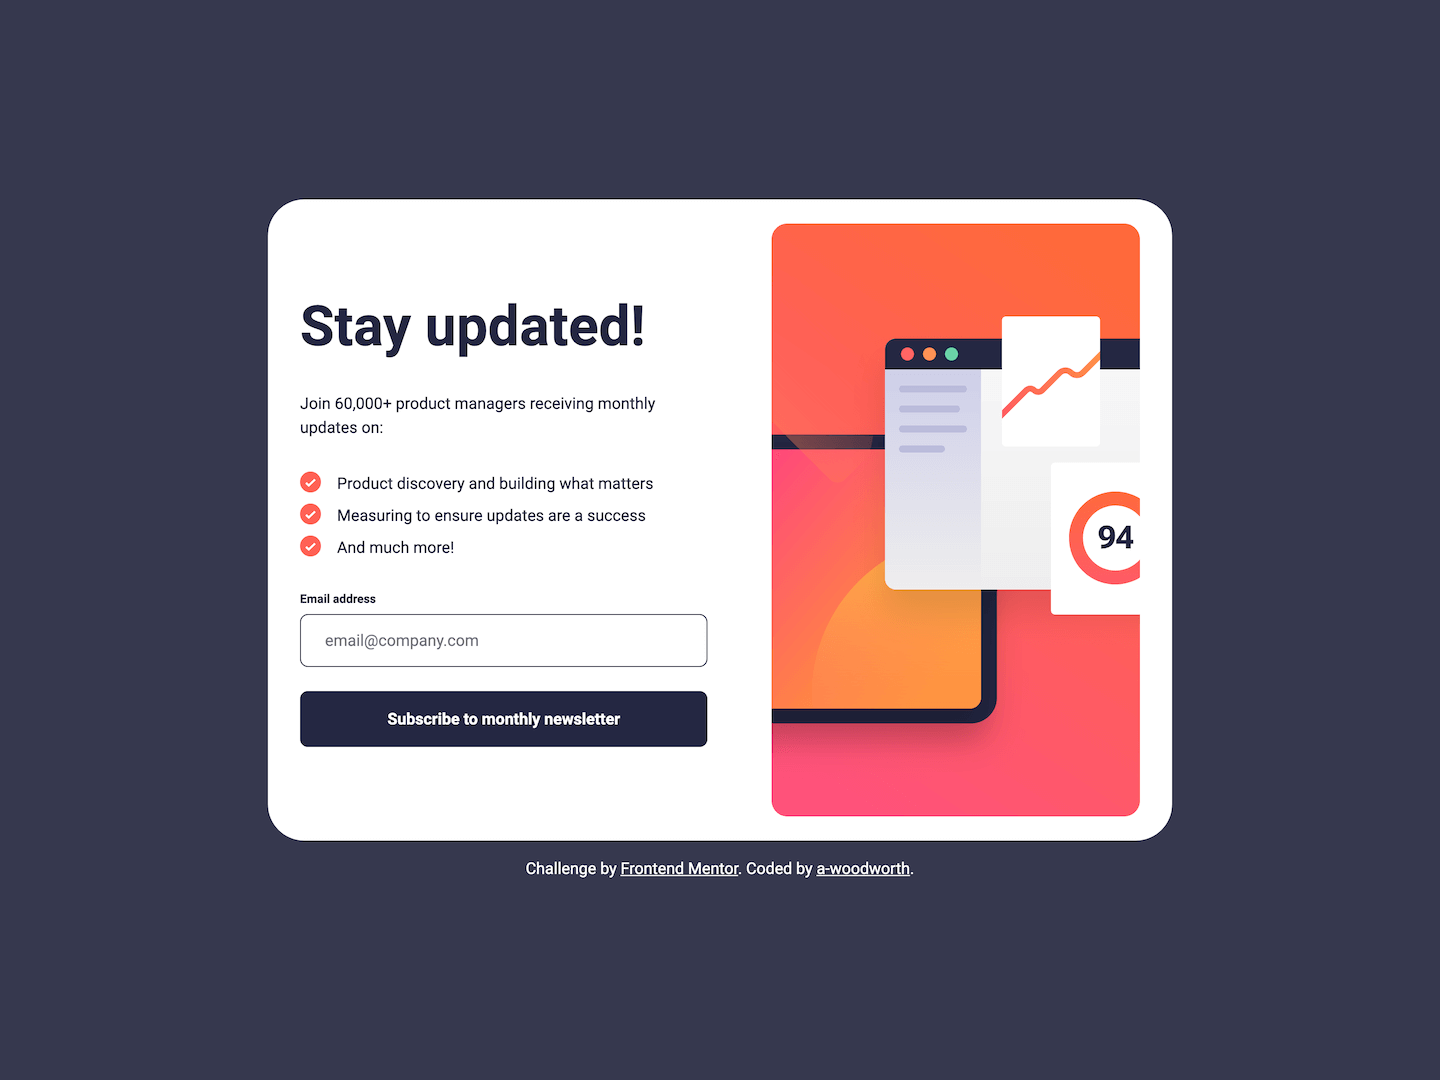 Stay updated!
Join 60,000+ product managers receiving monthly
updates on:
Product discovery and building what matters
Measuring to ensure updates are a success
And much more!
Email address
email@company.com
Subscribe to monthly newsletter
94
Challenge by Frontend Mentor. Coded by a-woodworth.